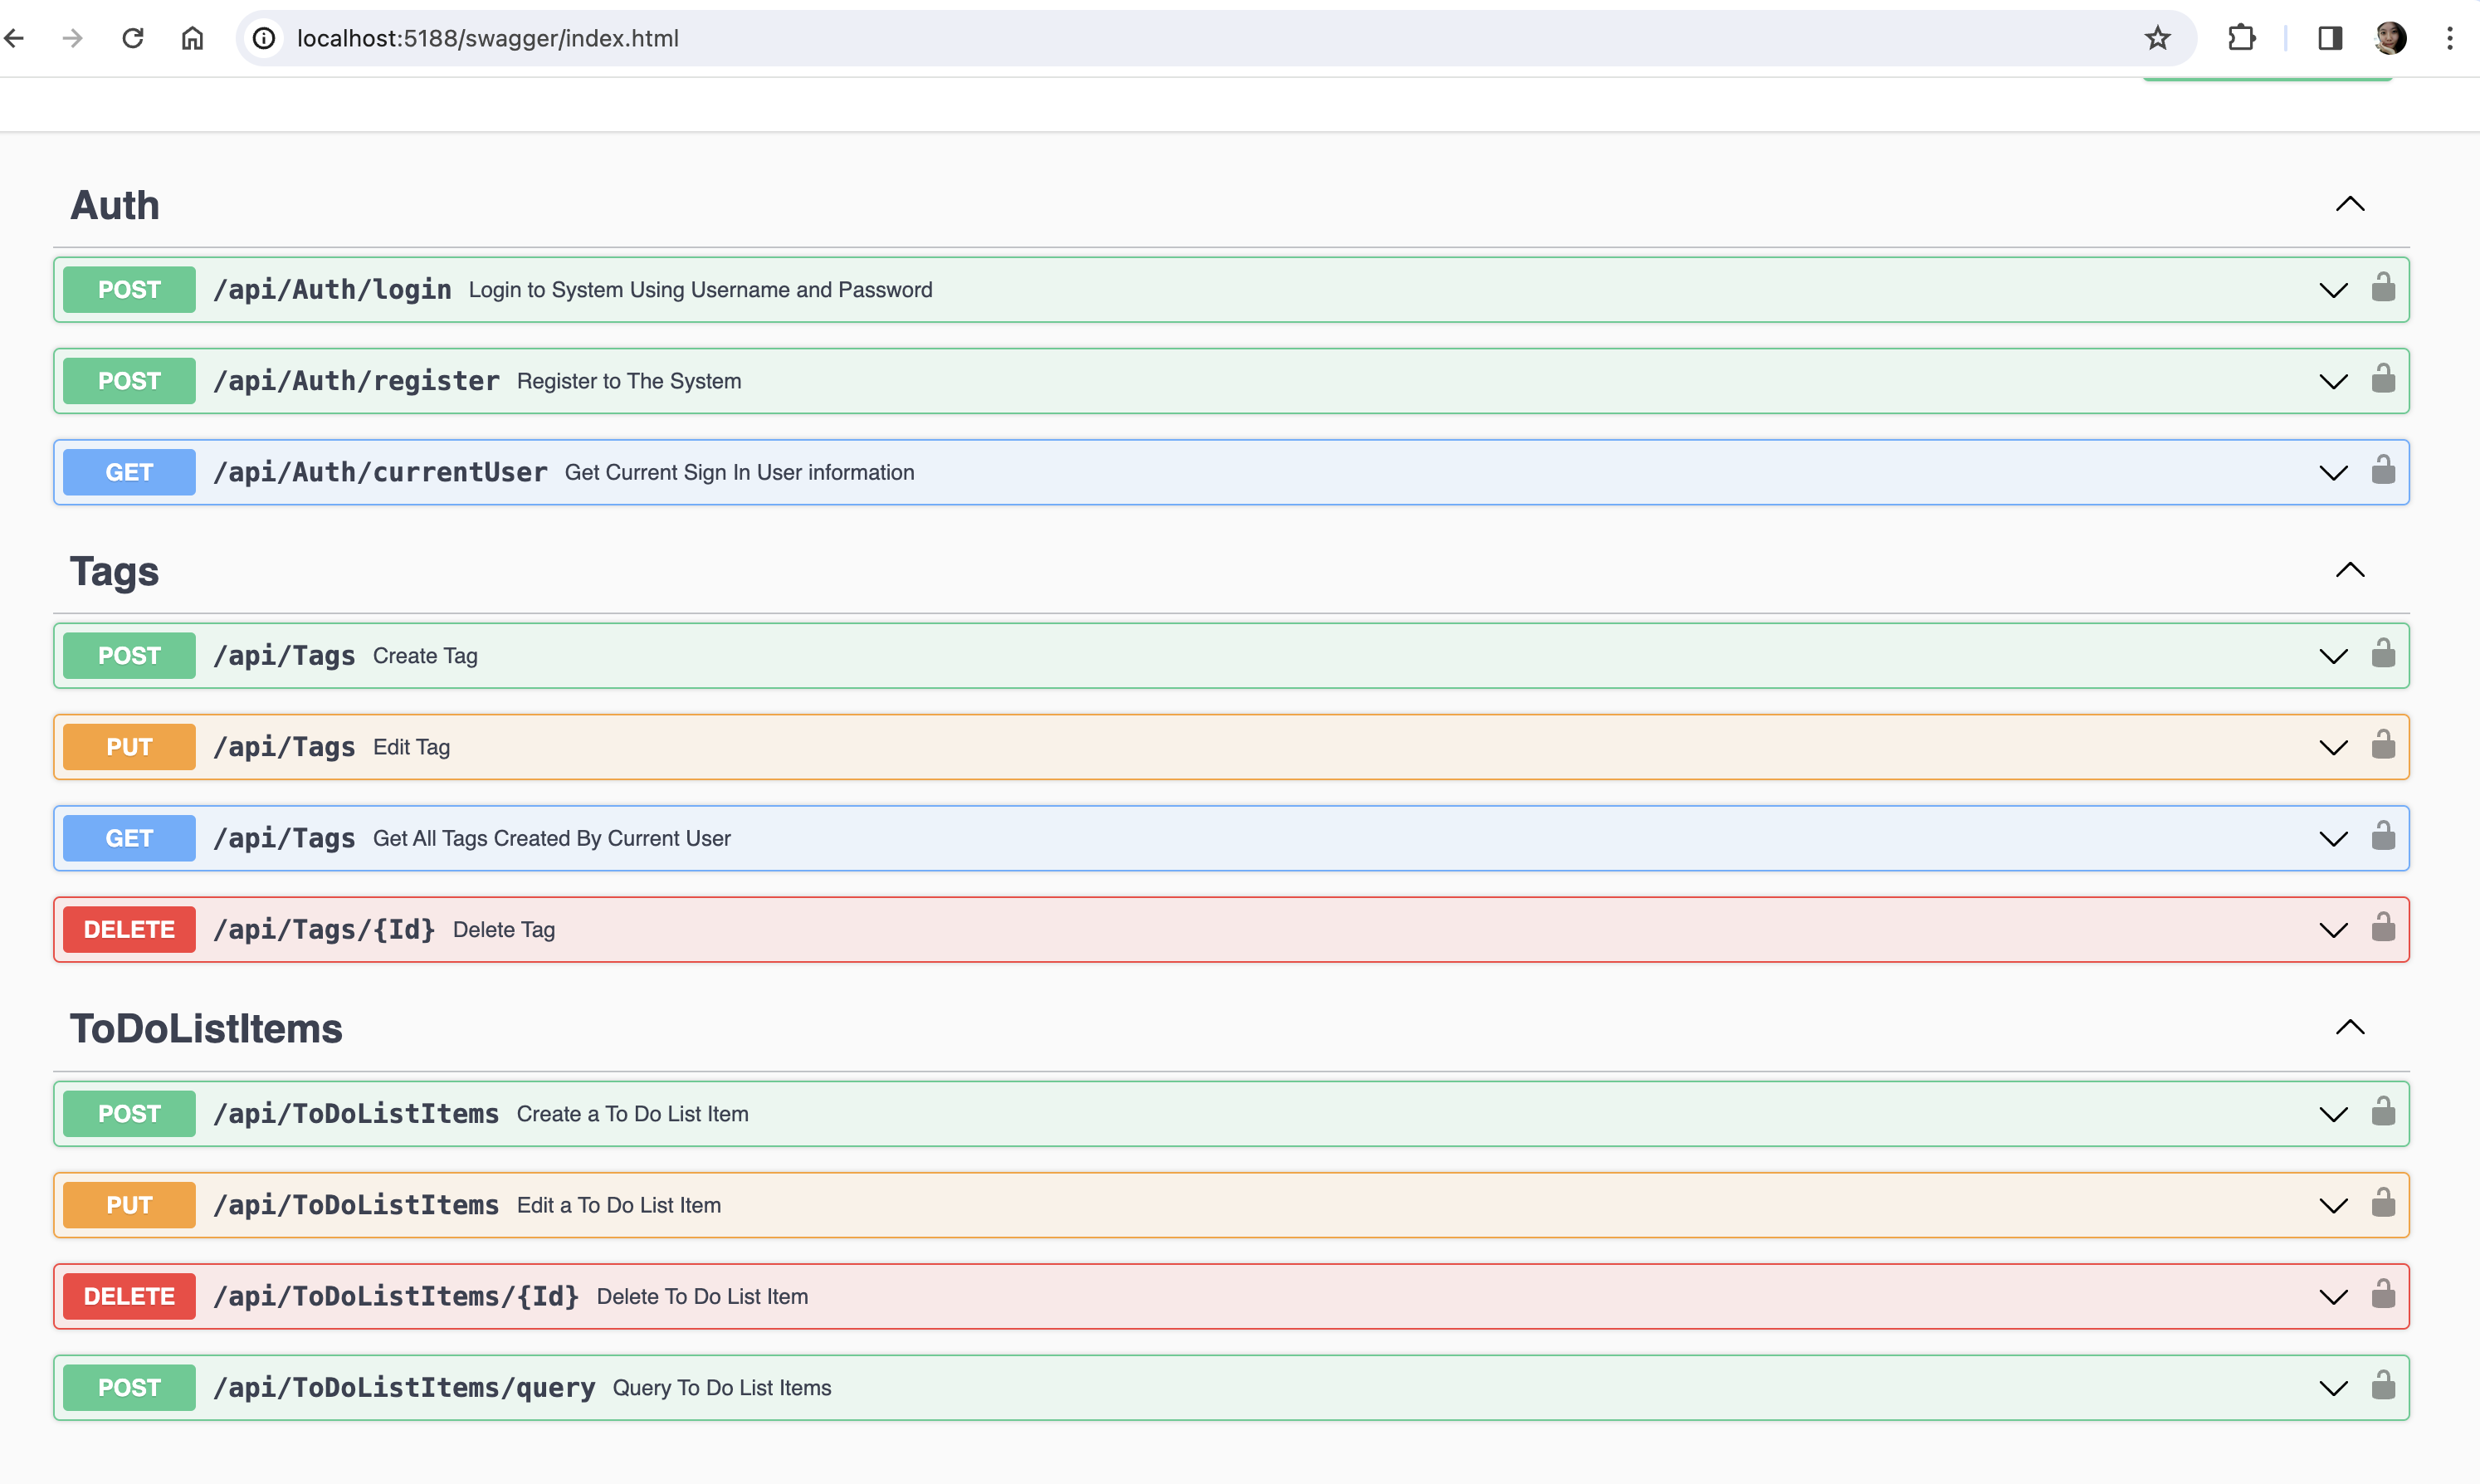 localhost:5188/swagger/index.html
Auth
POST /api/Auth/login Login to System Using Username and Password
POST /api/Auth/register Register to The System
GET /api/Auth/currentUser Get Current Sign In User information
Tags
POST /api/Tags Create Tag
PUT /api/Tags Edit Tag
GET /api/Tags Get All Tags Created By Current User
DELETE /api/Tags/{Id} Delete Tag
ToDoListItems
POST /api/ToDoListItems Create a To Do List Item
PUT /api/ToDoListItems Edit a To Do List Item
DELETE /api/ToDoListItems/{Id} Delete To Do List Item
POST /api/ToDoListItems/query Query To Do List Items